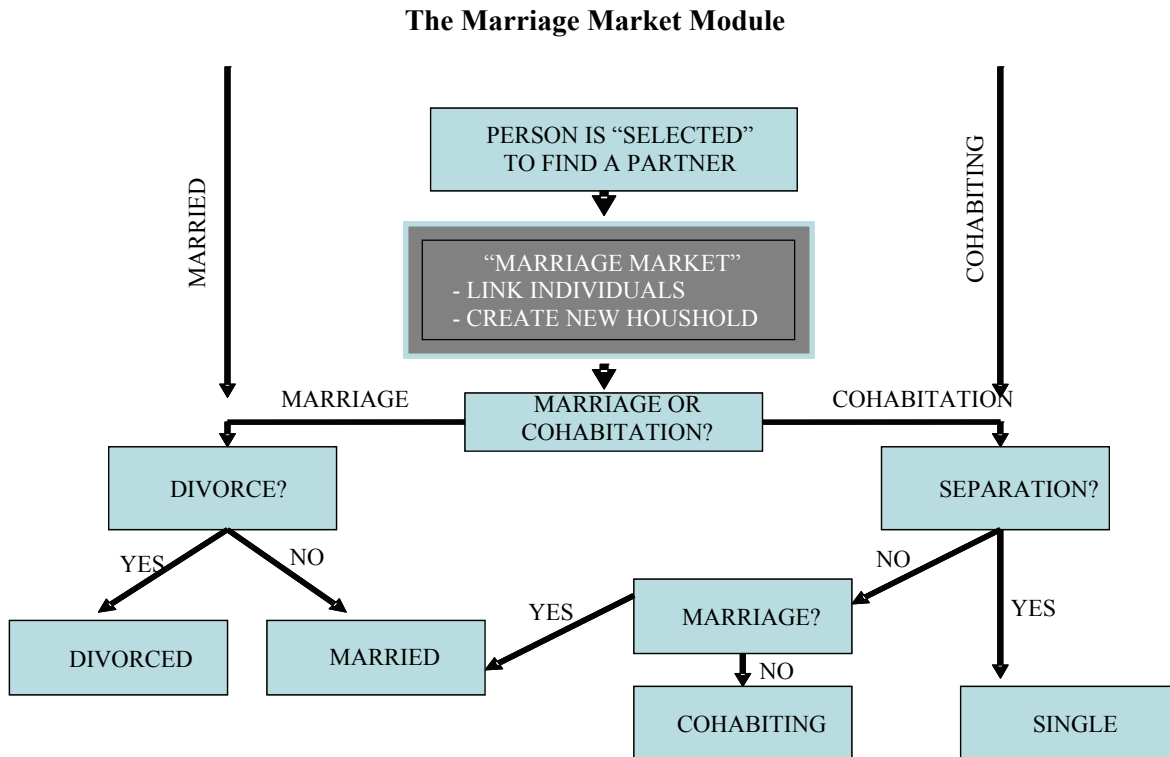 The Marriage Market Module
PERSON IS “SELECTED”
TO FIND A PARTNER
MARRIED
COHABITING
“MARRIAGE MARKET”
- LINK INDIVIDUALS
- CREATE NEW HOUSHOLD
MARRIAGE
MARRIAGE OR
COHABITATION?
COHABITATION
DIVORCE?
SEPARATION?
YES
NO
NO
YES
YES
MARRIAGE?
DIVORCED
MARRIED
NO
COHABITING
SINGLE